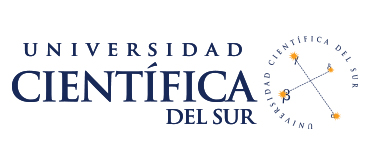 UNIVERSIDAD
CIENTÍFICA
DEL SUR
UNIVERSIDAD CIENTÍFICA DEL SUR